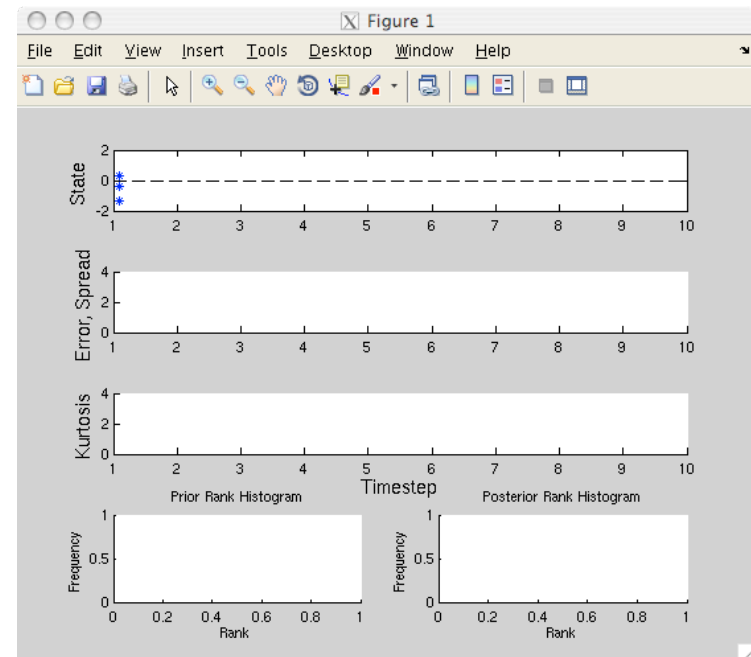 Figure 1
File Edit View Insert Tools Desktop Window Help
State
2
0
-2
1 2 3 4 5 6 7 8 9 10
Error, Spread
4
2
0
1 2 3 4 5 6 7 8 9 10
Kurtosis
4
2
0
1 2 3 4 5 6 7 8 9 10
Timestep
Prior Rank Histogram
Frequency
1
0.5
0
0 0.2 0.4 0.6 0.8 1
Rank
Posterior Rank Histogram
Frequency
1
0.5
0
0 0.2 0.4 0.6 0.8 1
Rank